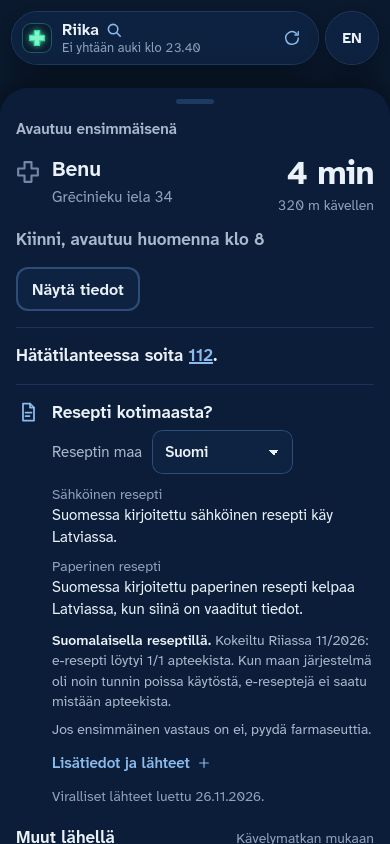 Riika
Ei yhtään auki klo 23.40
EN
Avautuu ensimmäisenä
Benu
4 min
Grēcinieku iela 34
320 m kävellen
Kiinni, avautuu huomenna klo 8
Näytä tiedot
Hätätilanteessa soita 112.
Resepti kotimaasta?
Reseptin maa
Suomi
Sähköinen resepti
Suomessa kirjoitettu sähköinen resepti käy
Latviassa.
Paperinen resepti
Suomessa kirjoitettu paperinen resepti kelpaa
Latviassa, kun siinä on vaaditut tiedot.
Suomalaisella reseptillä. Kokeiltu Riiassa 11/2026:
e-resepti löytyi 1/1 apteekista. Kun maan järjestelmä
oli noin tunnin poissa käytöstä, e-reseptejä ei saatu
mistään apteekista.
Jos ensimmäinen vastaus on ei, pyydä farmaseuttia.
Lisätiedot ja lähteet +
Viralliset lähteet luettu 26.11.2026.
Muut lähellä
Kävelymatkan mukaan